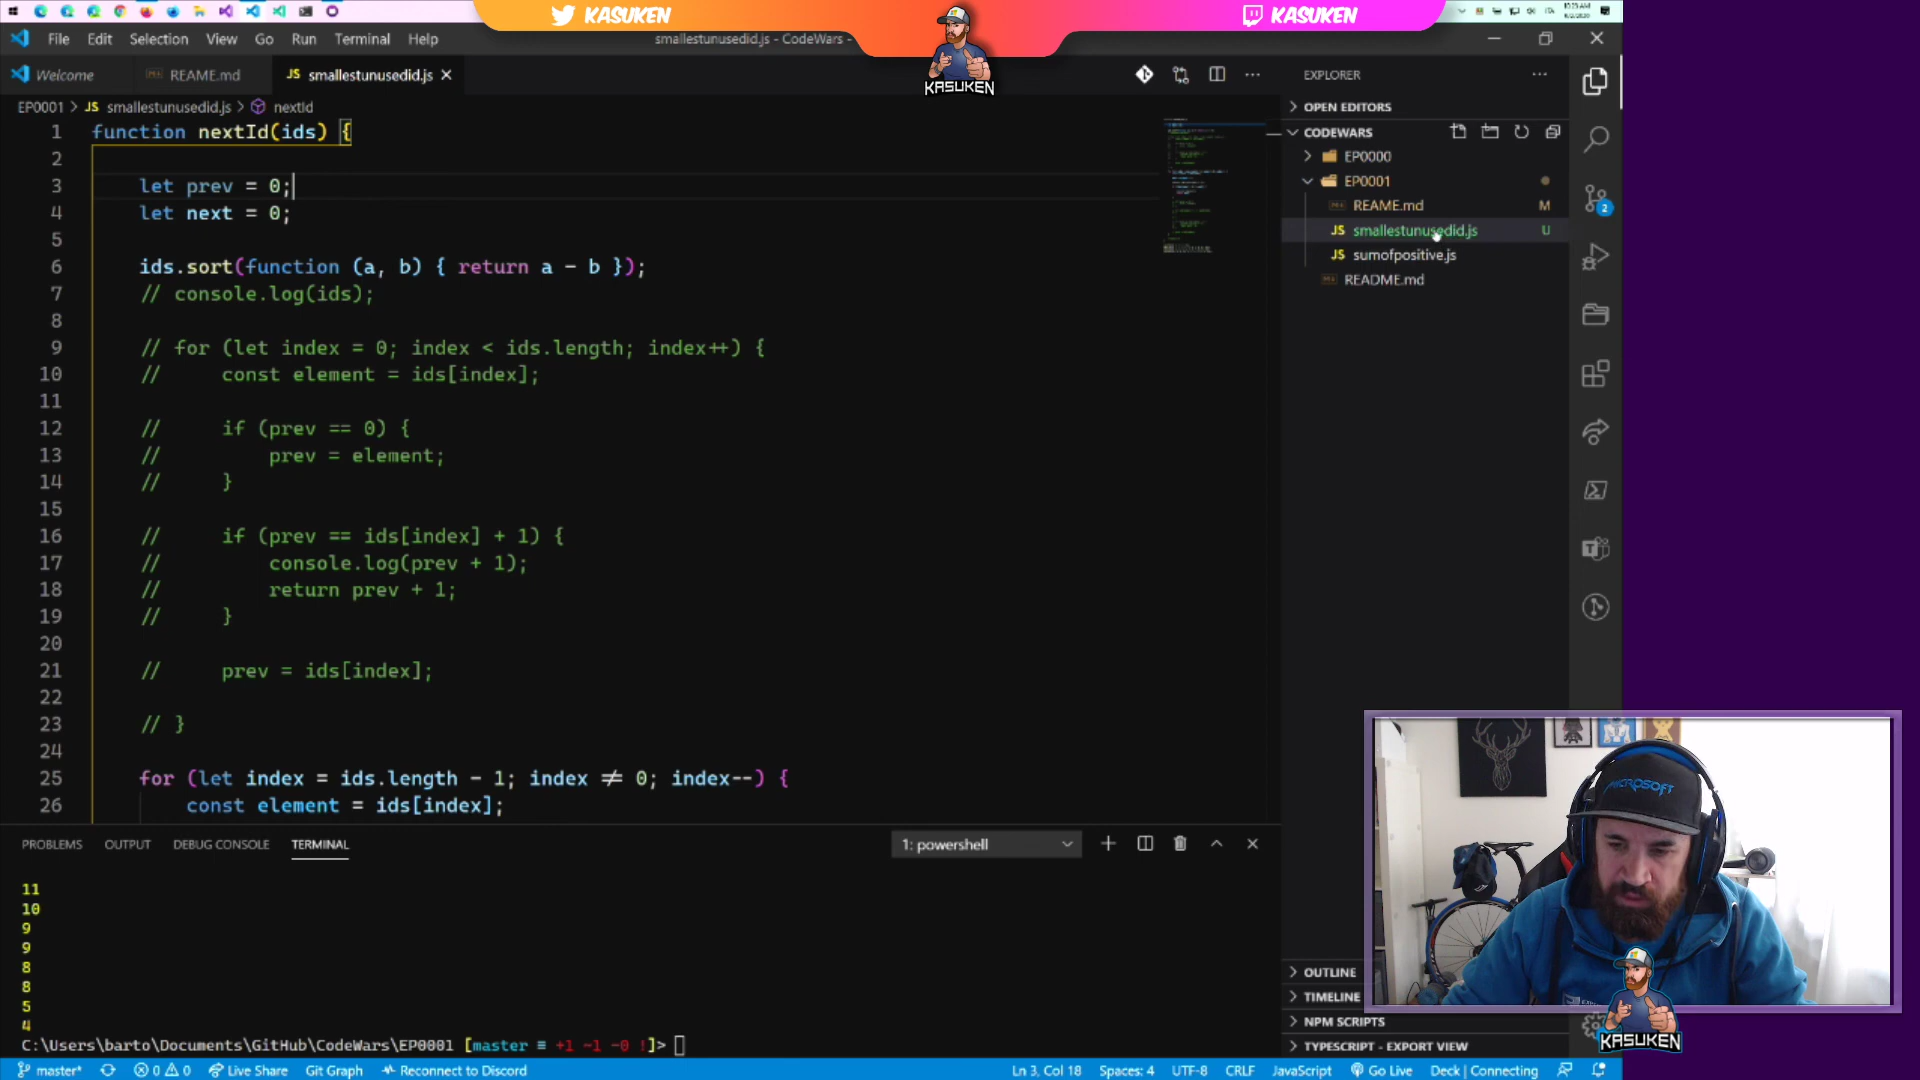 KASUKEN
KASUKEN
KASUKEN
10:23 AM
File Edit Selection View Go Run Terminal Help
smallestunusedid.js - CodeWars -
Welcome
REAME.md
smallestunusedid.js
EXPLORER
EP0001 > JS smallestunusedid.js > nextId
OPEN EDITORS
CODEWARS
EP0000
EP0001
REAME.md M
JS smallestunusedid.js U
JS sumofpositive.js
README.md
2
1 function nextId(ids) {
2
3 let prev = 0;
4 let next = 0;
5
6 ids.sort(function (a, b) { return a - b });
7 // console.log(ids);
8
9 // for (let index = 0; index < ids.length; index++) {
10 // const element = ids[index];
11
12 // if (prev == 0) {
13 // prev = element;
14 // }
15
16 // if (prev == ids[index] + 1) {
17 // console.log(prev + 1);
18 // return prev + 1;
19 // }
20
21 // prev = ids[index];
22
23 // }
24
25 for (let index = ids.length - 1; index != 0; index--) {
26 const element = ids[index];
PROBLEMS OUTPUT DEBUG CONSOLE TERMINAL
1: powershell
11
10
9
9
8
8
5
4
C:\Users\barto\Documents\GitHub\CodeWars\EP0001 [master ≡ +1 ~1 -0 !]>
OUTLINE
TIMELINE
NPM SCRIPTS
TYPESCRIPT - EXPORT VIEW
MICROSOFT
KASUKEN
master* 0 0 Live Share Git Graph Reconnect to Discord
Ln 3, Col 18 Spaces: 4 UTF-8 CRLF JavaScript Go Live Deck | Connecting